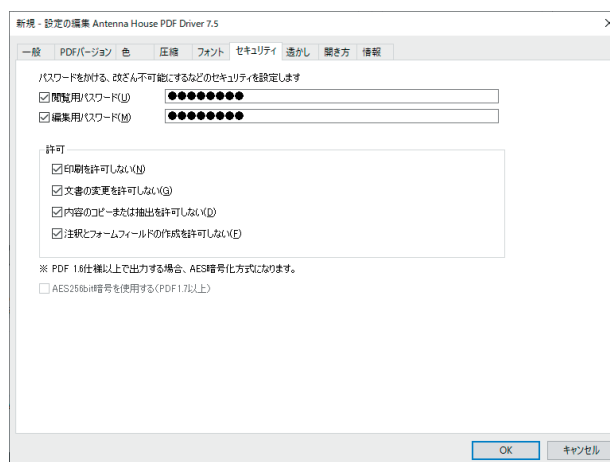 新規 - 設定の編集 Antenna House PDF Driver 7.5
一般 PDFバージョン 色 圧縮 フォント セキュリティ 透かし 開き方 情報
パスワードをかける、改ざん不可能にするなどのセキュリティを設定します
閲覧用パスワード(U) ●●●●●●●●
編集用パスワード(M) ●●●●●●●●
許可
印刷を許可しない(N)
文書の変更を許可しない(G)
内容のコピーまたは抽出を許可しない(D)
注釈とフォームフィールドの作成を許可しない(F)
※ PDF 1.6仕様以上で出力する場合、AES暗号化方式になります。
AES256bit暗号を使用する(PDF1.7以上)
OK キャンセル